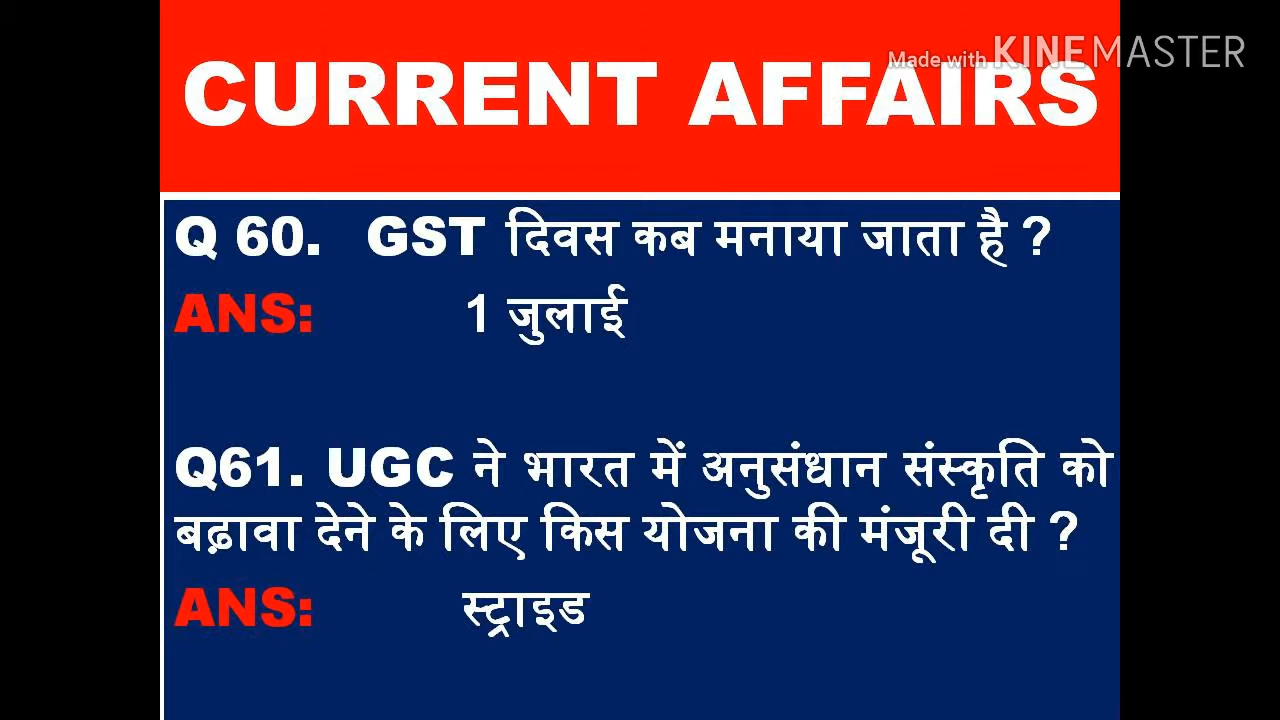 Made with KINEMASTER
CURRENT AFFAIRS
Q 60. GST दिवस कब मनाया जाता है ?
ANS: 1 जुलाई
Q61. UGC ने भारत में अनुसंधान संस्कृति को
बढ़ावा देने के लिए किस योजना की मंजूरी दी ?
ANS: स्ट्राइड